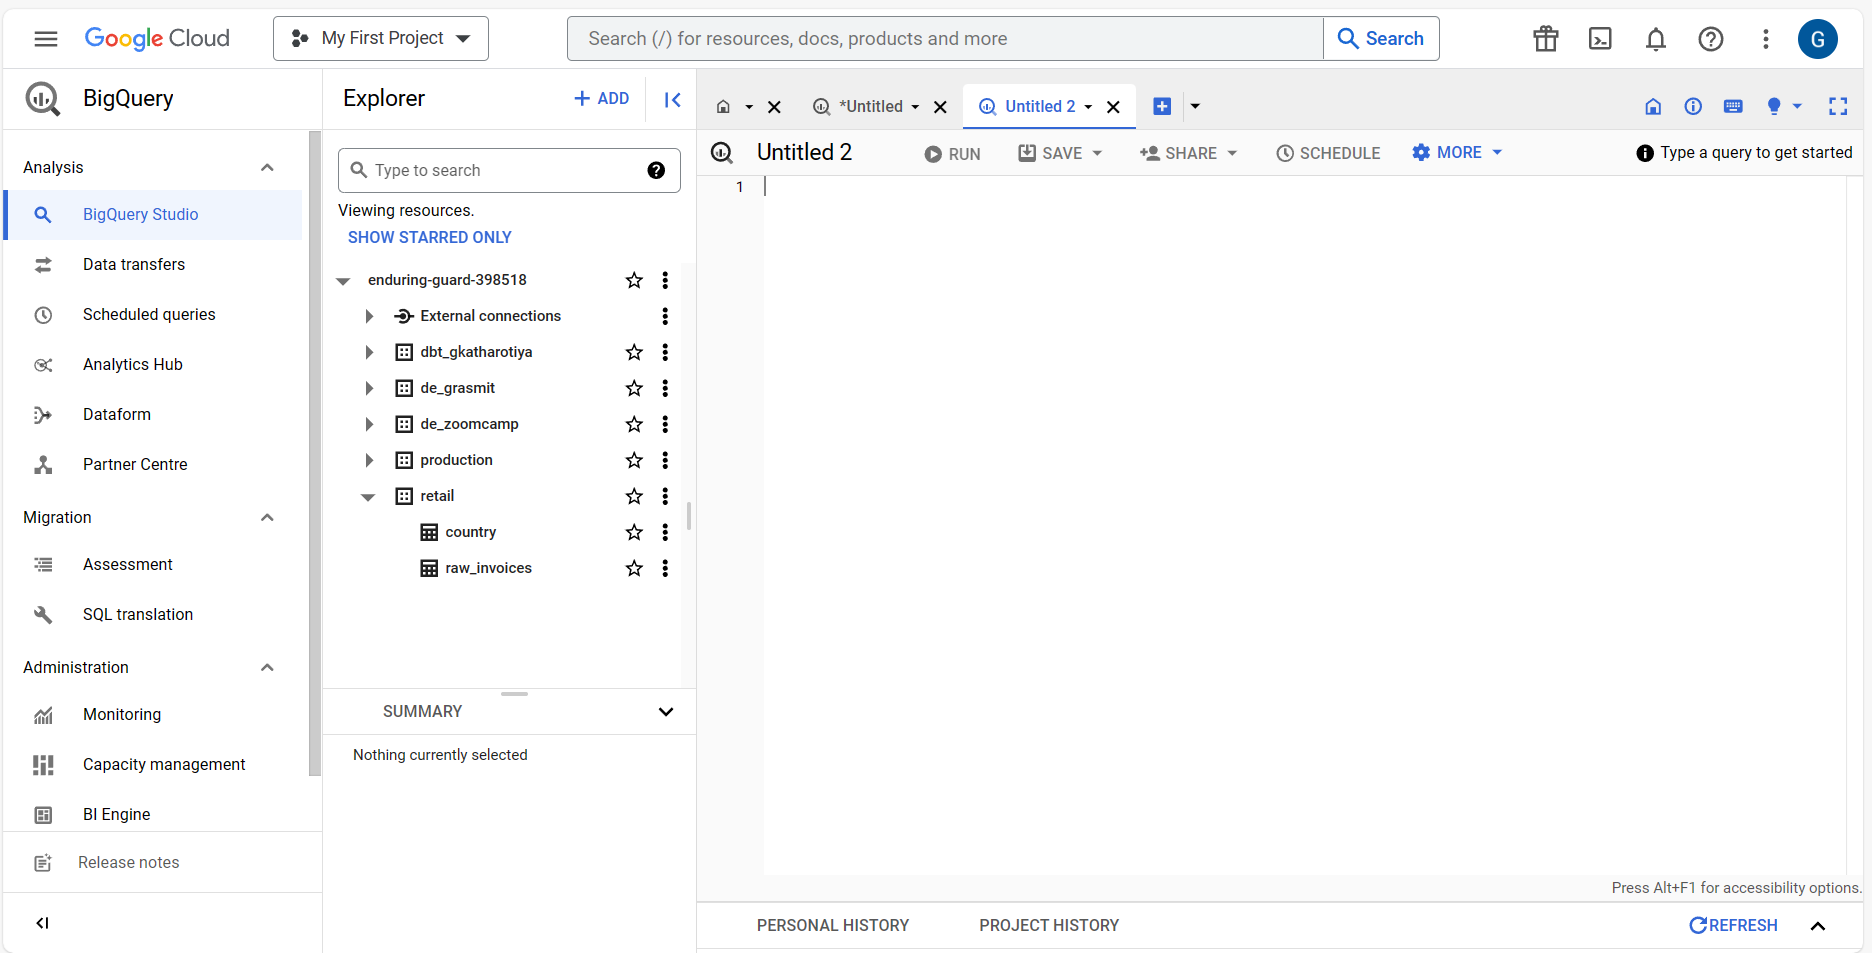 Google Cloud
My First Project
Search (/) for resources, docs, products and more
Search
G
BigQuery
Analysis
BigQuery Studio
Data transfers
Scheduled queries
Analytics Hub
Dataform
Partner Centre
Migration
Assessment
SQL translation
Administration
Monitoring
Capacity management
BI Engine
Release notes
Explorer
ADD
Type to search
Viewing resources.
SHOW STARRED ONLY
enduring-guard-398518
External connections
dbt_gkatharotiya
de_grasmit
de_zoomcamp
production
retail
country
raw_invoices
SUMMARY
Nothing currently selected
*Untitled
Untitled 2
Untitled 2
RUN
SAVE
SHARE
SCHEDULE
MORE
Type a query to get started
1
Press Alt+F1 for accessibility options.
PERSONAL HISTORY
PROJECT HISTORY
REFRESH